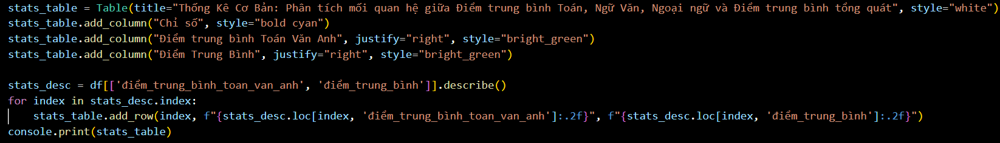 stats_table = Table(title="Thống Kê Cơ Bản: Phân tích mối quan hệ giữa Điểm trung bình Toán, Ngữ Văn, Ngoại ngữ và Điểm trung bình tổng quát", style="white")
stats_table.add_column("Chỉ số", style="bold cyan")
stats_table.add_column("Điểm trung bình Toán Văn Anh", justify="right", style="bright_green")
stats_table.add_column("Điểm Trung Bình", justify="right", style="bright_green")
stats_desc = df[['điểm_trung_bình_toan_van_anh', 'điểm_trung_bình']].describe()
for index in stats_desc.index:
    stats_table.add_row(index, f"{stats_desc.loc[index, 'điểm_trung_bình_toan_van_anh']:.2f}", f"{stats_desc.loc[index, 'điểm_trung_bình']:.2f}")
console.print(stats_table)